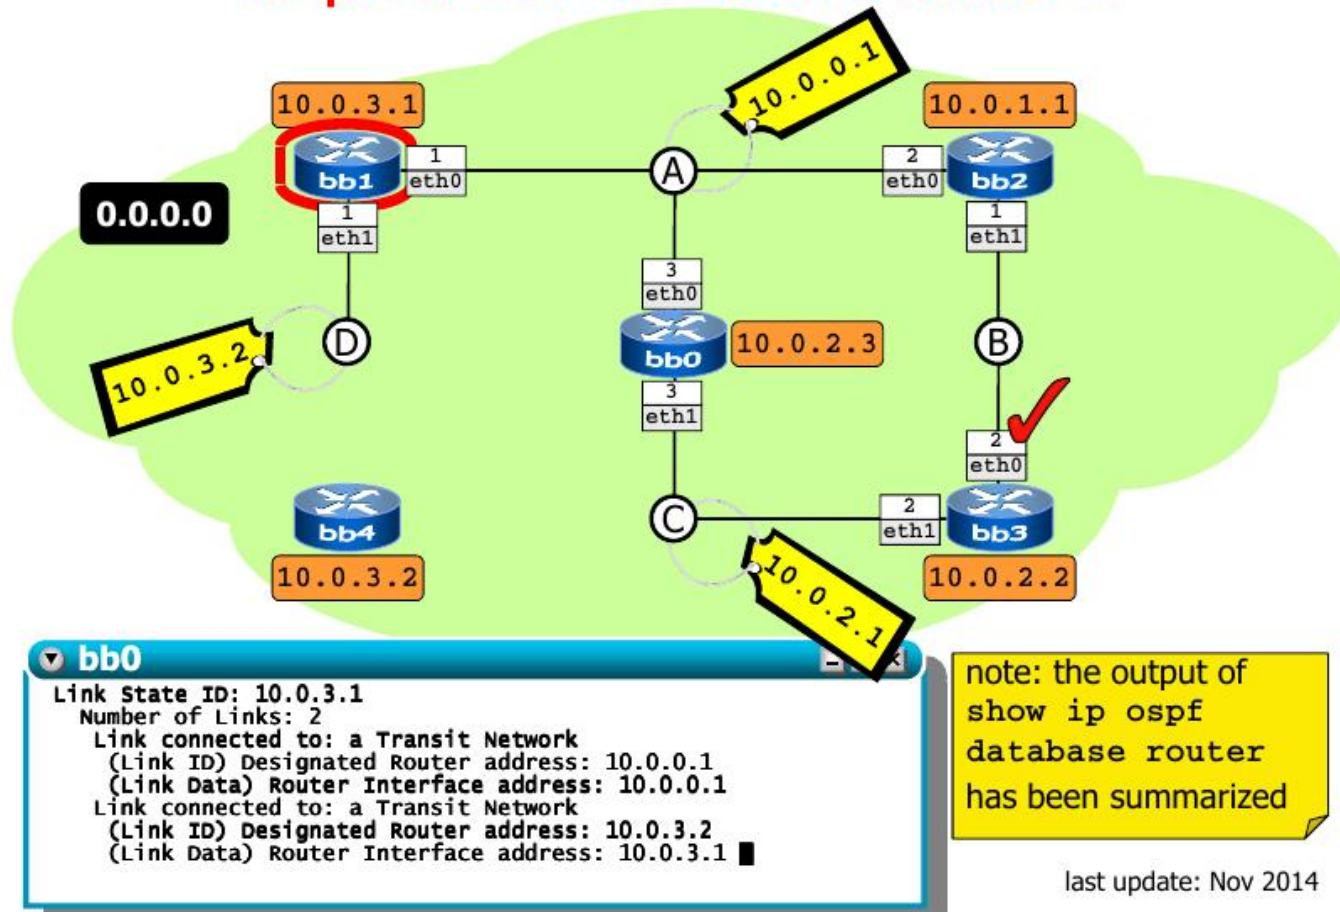 10.0.0.1
10.0.3.1
10.0.1.1
bb1
1
eth0
A
2
eth0
bb2
0.0.0.0
1
eth1
1
eth1
3
eth0
D
10.0.3.2
bb0
10.0.2.3
B
3
eth1
2
eth0
bb4
C
2
eth1
bb3
10.0.3.2
10.0.2.1
10.0.2.2
bb0
Link State ID: 10.0.3.1
Number of Links: 2
Link connected to: a Transit Network
(Link ID) Designated Router address: 10.0.0.1
(Link Data) Router Interface address: 10.0.0.1
Link connected to: a Transit Network
(Link ID) Designated Router address: 10.0.3.2
(Link Data) Router Interface address: 10.0.3.1
note: the output of
show ip ospf
database router
has been summarized
last update: Nov 2014